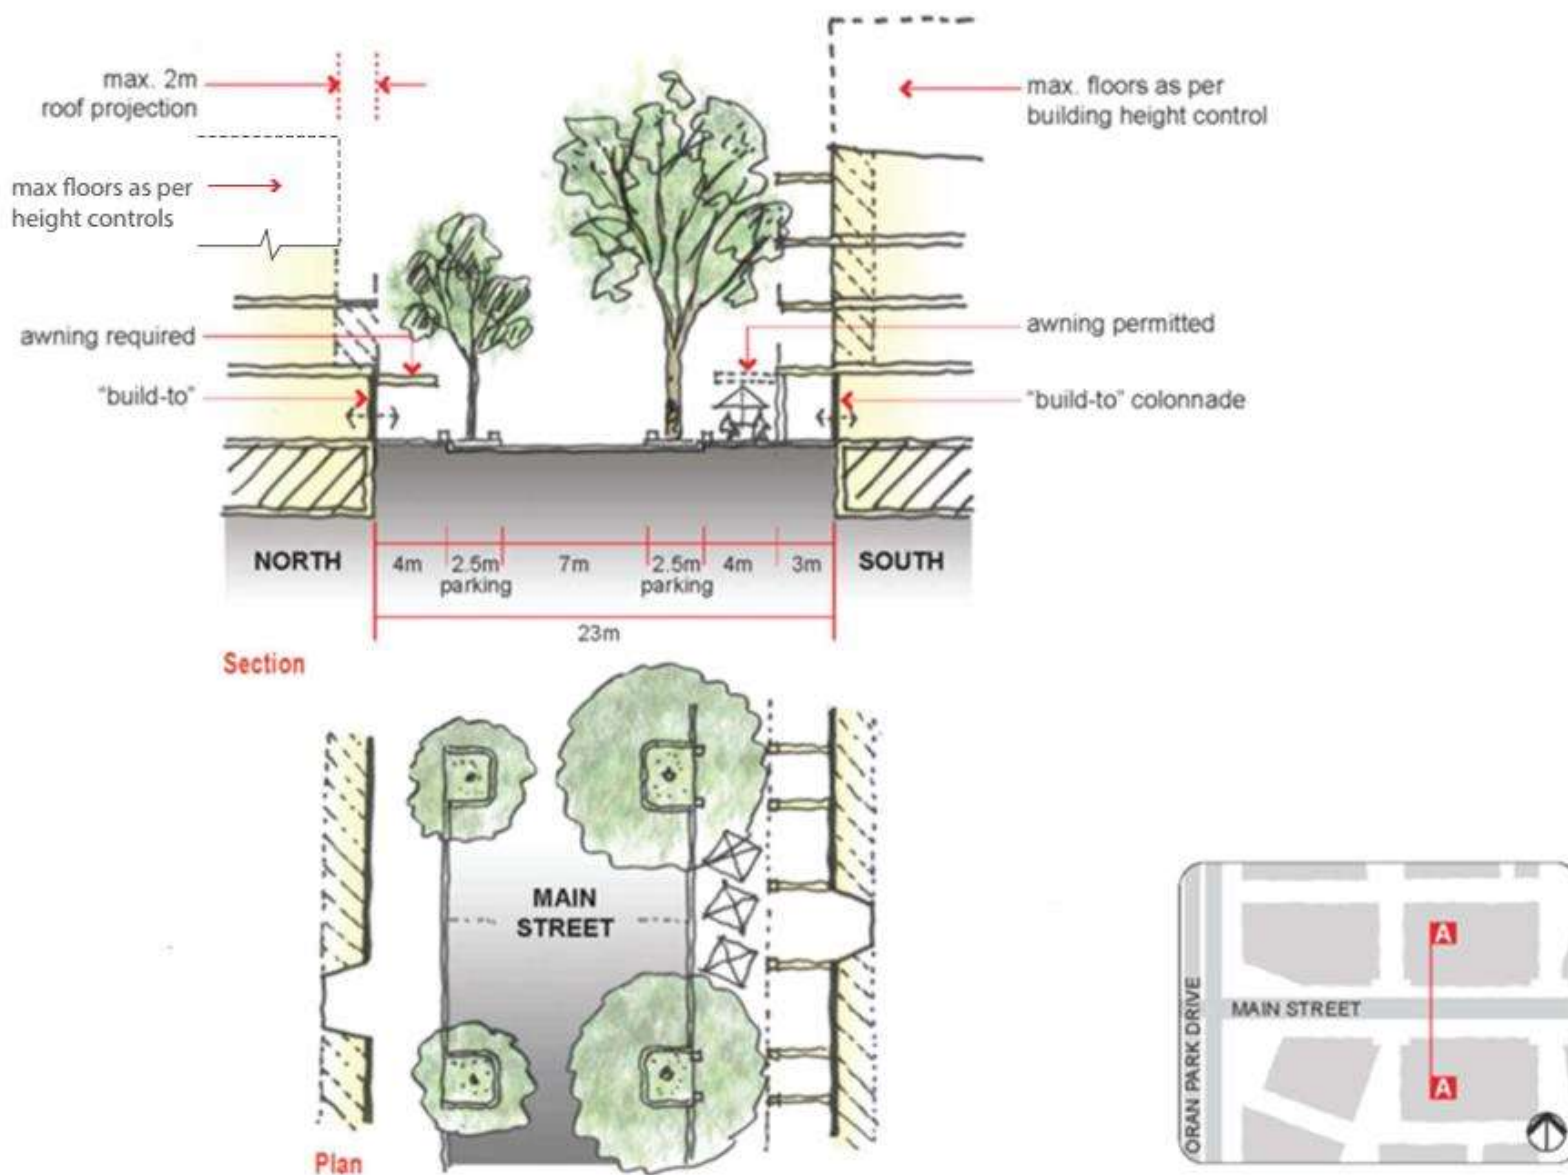 max. 2m
roof projection
max floors as per
height controls
awning required
"build-to"
max. floors as per
building height control
awning permitted
"build-to" colonnade
NORTH
4m
2.5m
parking
7m
2.5m
parking
4m
3m
SOUTH
23m
Section
MAIN
STREET
Plan
ORAN PARK DRIVE
MAIN STREET
A
A